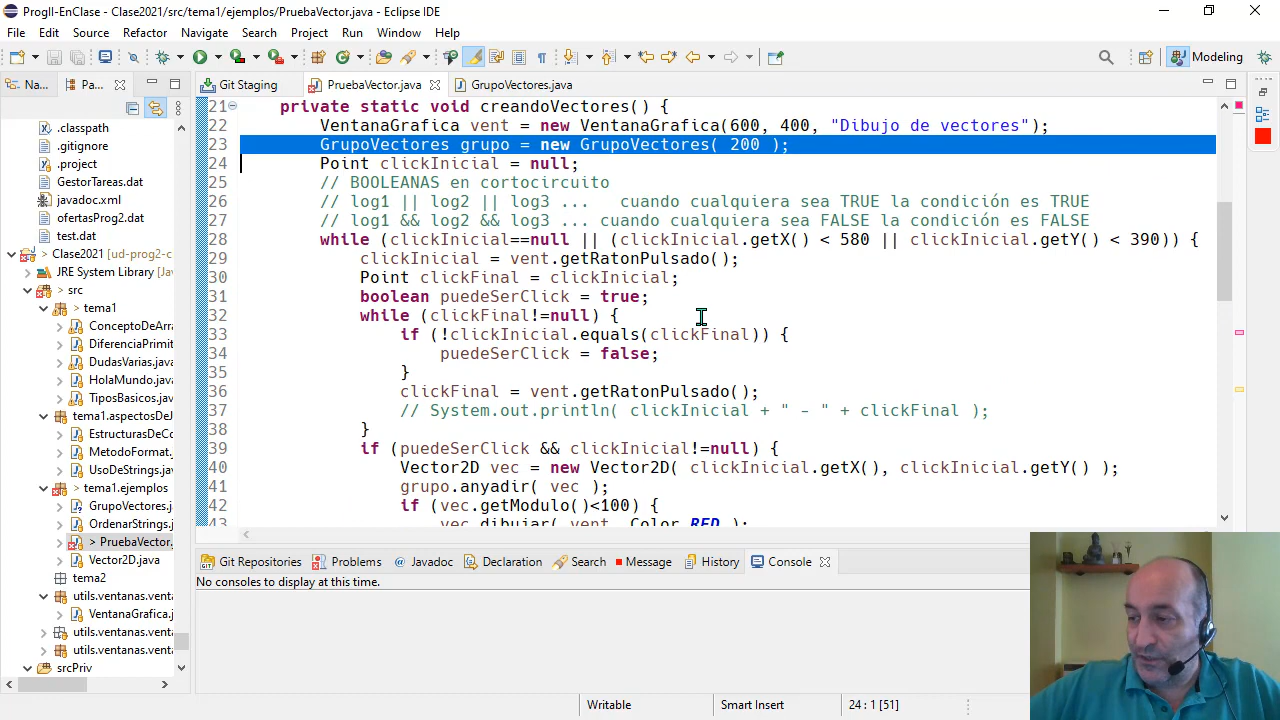 ProgII-EnClase - Clase2021/src/tema1/ejemplos/PruebaVector.java - Eclipse IDE
File Edit Source Refactor Navigate Search Project Run Window Help
Modeling
Na... Pa... Git Staging PruebaVector.java GrupoVectores.java
.classpath
.gitignore
.project
GestorTareas.dat
javadoc.xml
ofertasProg2.dat
test.dat
> Clase2021 [ud-prog2-c
JRE System Library [Jav
> src
> tema1
ConceptoDeArra
DiferenciaPrimit
DudasVarias.java
HolaMundo.java
TiposBasicos.java
tema1.aspectosDeJ
EstructurasDeCo
MetodoFormat.j
UsoDeStrings.jav
> tema1.ejemplos
GrupoVectores.j
OrdenarStrings.j
> PruebaVector.
Vector2D.java
tema2
utils.ventanas.venta
VentanaGrafica.j
utils.ventanas.venta
utils.ventanas.venta
srcPriv
21 private static void creandoVectores() {
22 VentanaGrafica vent = new VentanaGrafica(600, 400, "Dibujo de vectores");
23 GrupoVectores grupo = new GrupoVectores( 200 );
24 Point clickInicial = null;
25 // BOOLEANAS en cortocircuito
26 // log1 || log2 || log3 ... cuando cualquiera sea TRUE la condición es TRUE
27 // log1 && log2 && log3 ... cuando cualquiera sea FALSE la condición es FALSE
28 while (clickInicial==null || (clickInicial.getX() < 580 || clickInicial.getY() < 390)) {
29 clickInicial = vent.getRatonPulsado();
30 Point clickFinal = clickInicial;
31 boolean puedeSerClick = true;
32 while (clickFinal!=null) {
33 if (!clickInicial.equals(clickFinal)) {
34 puedeSerClick = false;
35 }
36 clickFinal = vent.getRatonPulsado();
37 // System.out.println( clickInicial + " - " + clickFinal );
38 }
39 if (puedeSerClick && clickInicial!=null) {
40 Vector2D vec = new Vector2D( clickInicial.getX(), clickInicial.getY() );
41 grupo.anyadir( vec );
42 if (vec.getModulo()<100) {
43 vec.dibujar( vent, Color.RED );
Git Repositories Problems @ Javadoc Declaration Search Message History Console
No consoles to display at this time.
Writable Smart Insert 24 : 1 [51]